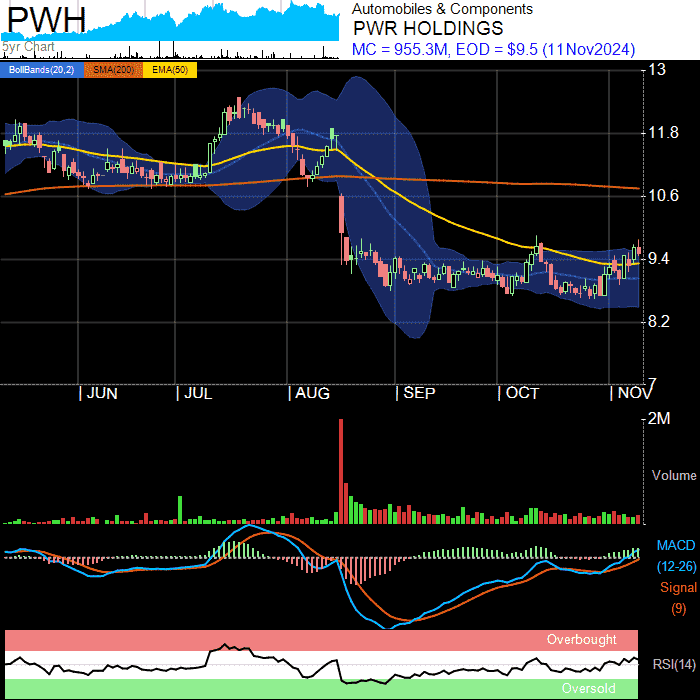 PWH
5yr Chart
Automobiles & Components
PWR HOLDINGS
MC = 955.3M, EOD = $9.5 (11Nov2024)
BollBands(20,2) SMA(200) EMA(50)
13
11.8
10.6
9.4
8.2
7
| JUN | JUL | AUG | SEP | OCT | NOV
2M
Volume
MACD
(12-26)
Signal
(9)
Overbought
RSI(14)
Oversold